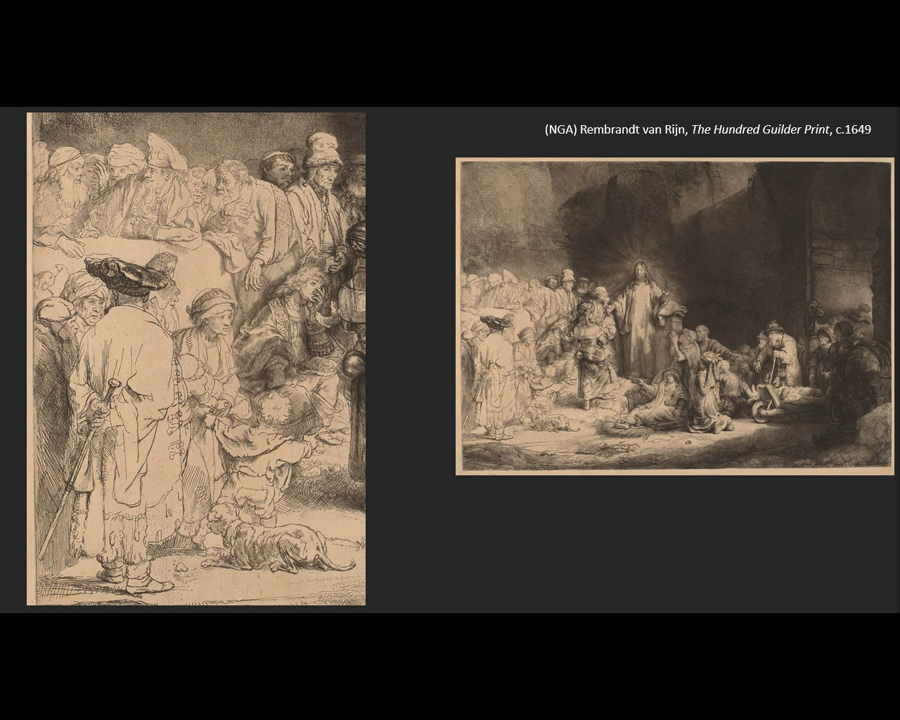 (NGA) Rembrandt van Rijn, The Hundred Guilder Print, c.1649